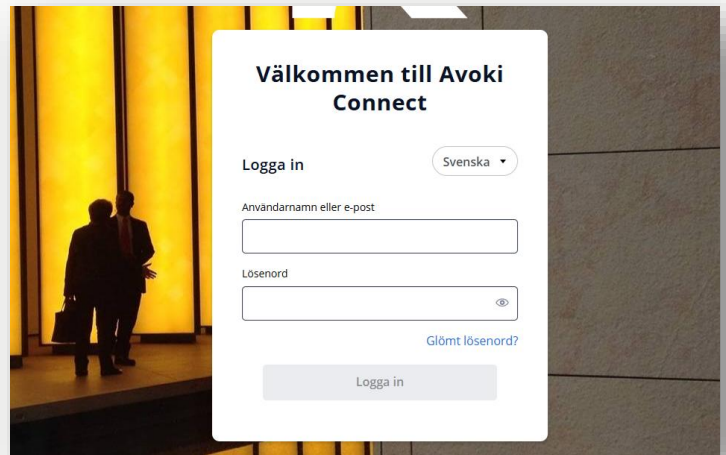 Välkommen till Avoki
Connect
Logga in
Svenska
Användarnamn eller e-post
Lösenord
Glömt lösenord?
Logga in